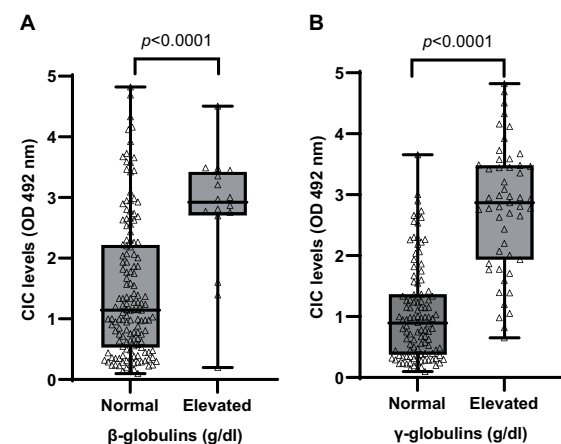 A
p<0.0001
CIC levels (OD 492 nm)
5
4
3
2
1
0
Normal Elevated
β-globulins (g/dl)
B
p<0.0001
CIC levels (OD 492 nm)
5
4
3
2
1
0
Normal Elevated
γ-globulins (g/dl)